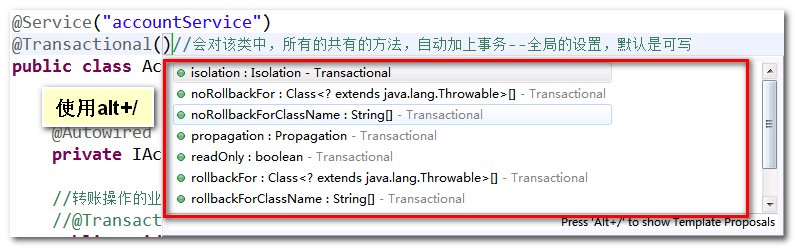 @Service("accountService")
@Transactional()//会对该类中，所有的共有的方法，自动加上事务--全局的设置，默认是可写
public class Ac
isolation : Isolation - Transactional
noRollbackFor : Class<? extends java.lang.Throwable>[] - Transactional
使用alt+/
noRollbackForClassName : String[] - Transactional
@Autowired
propagation : Propagation - Transactional
private IAc
readOnly : boolean - Transactional
rollbackFor : Class<? extends java.lang.Throwable>[] - Transactional
//转账操作的业
rollbackForClassName : String[] - Transactional
//@Transact
Press 'Alt+/' to show Template Proposals